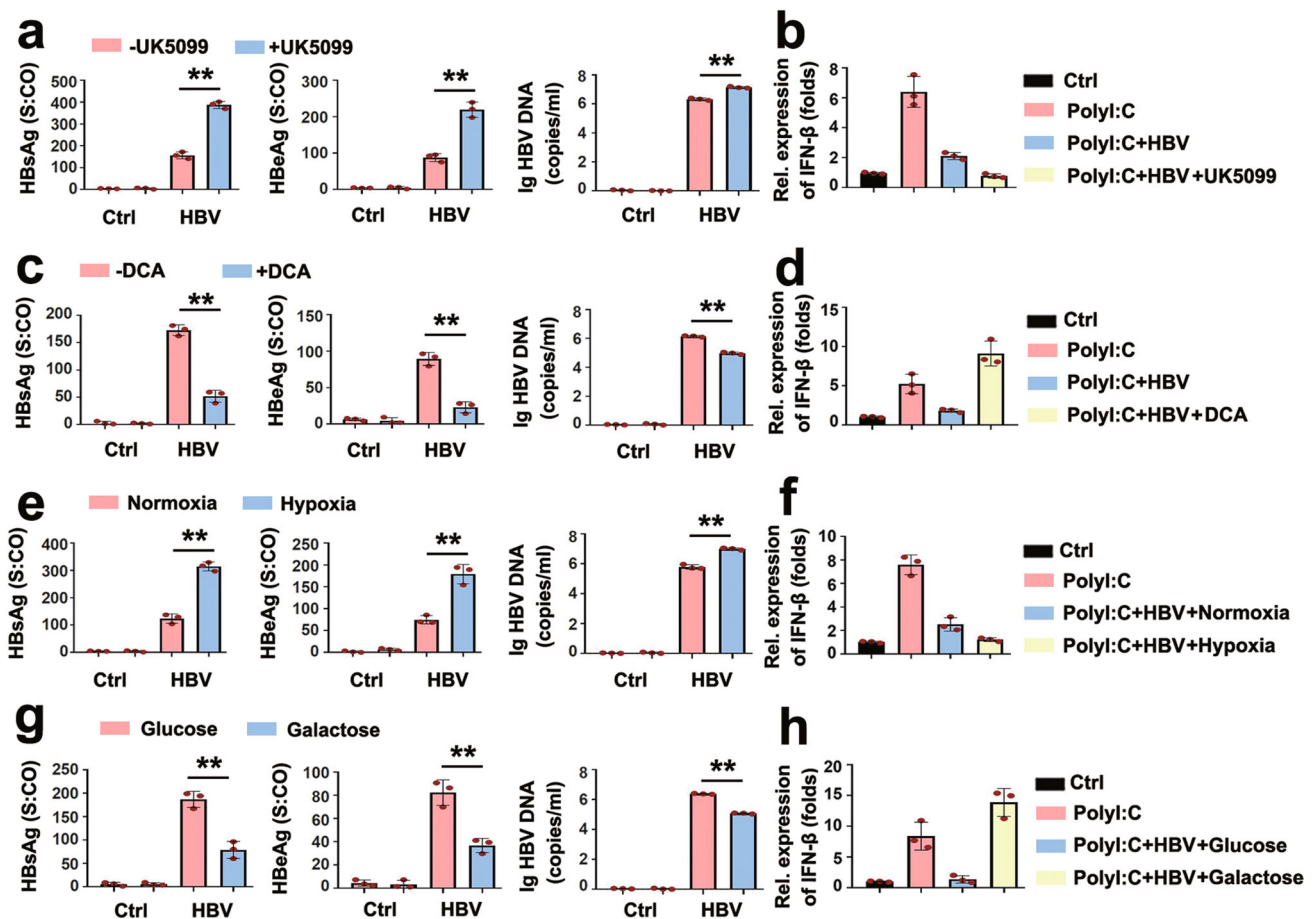 a
-UK5099 +UK5099
HBsAg (S:CO)
500
400
300
200
100
0
Ctrl HBV
**
HBeAg (S:CO)
300
200
100
0
Ctrl HBV
**
lg HBV DNA
(copies/ml)
8
6
4
2
0
Ctrl HBV
**
b
Rel. expression
of IFN-β (folds)
8
6
4
2
0
Ctrl
PolyI:C
PolyI:C+HBV
PolyI:C+HBV+UK5099
c
-DCA +DCA
HBsAg (S:CO)
200
150
100
50
0
Ctrl HBV
**
HBeAg (S:CO)
150
100
50
0
Ctrl HBV
**
lg HBV DNA
(copies/ml)
8
6
4
2
0
Ctrl HBV
**
d
Rel. expression
of IFN-β (folds)
15
10
5
0
Ctrl
PolyI:C
PolyI:C+HBV
PolyI:C+HBV+DCA
e
Normoxia Hypoxia
HBsAg (S:CO)
400
300
200
100
0
Ctrl HBV
**
HBeAg (S:CO)
250
200
150
100
50
0
Ctrl HBV
**
lg HBV DNA
(copies/ml)
8
6
4
2
0
Ctrl HBV
**
f
Rel. expression
of IFN-β (folds)
10
8
6
4
2
0
Ctrl
PolyI:C
PolyI:C+HBV+Normoxia
PolyI:C+HBV+Hypoxia
g
Glucose Galactose
HBsAg (S:CO)
250
200
150
100
50
0
Ctrl HBV
**
HBeAg (S:CO)
100
80
60
40
20
0
Ctrl HBV
**
lg HBV DNA
(copies/ml)
8
6
4
2
0
Ctrl HBV
**
h
Rel. expression
of IFN-β (folds)
20
15
10
5
0
Ctrl
PolyI:C
PolyI:C+HBV+Glucose
PolyI:C+HBV+Galactose